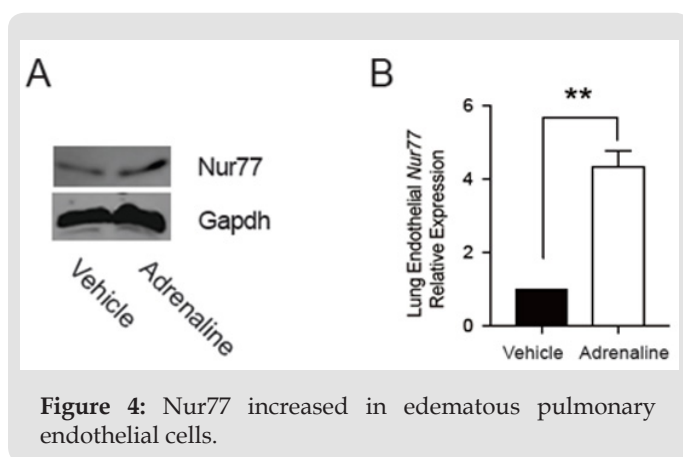 A
Nur77
Gapdh
Vehicle
Adrenaline
B
Lung Endothelial Nur77
Relative Expression
6
4
2
0
**
Vehicle Adrenaline
Figure 4: Nur77 increased in edematous pulmonary
endothelial cells.